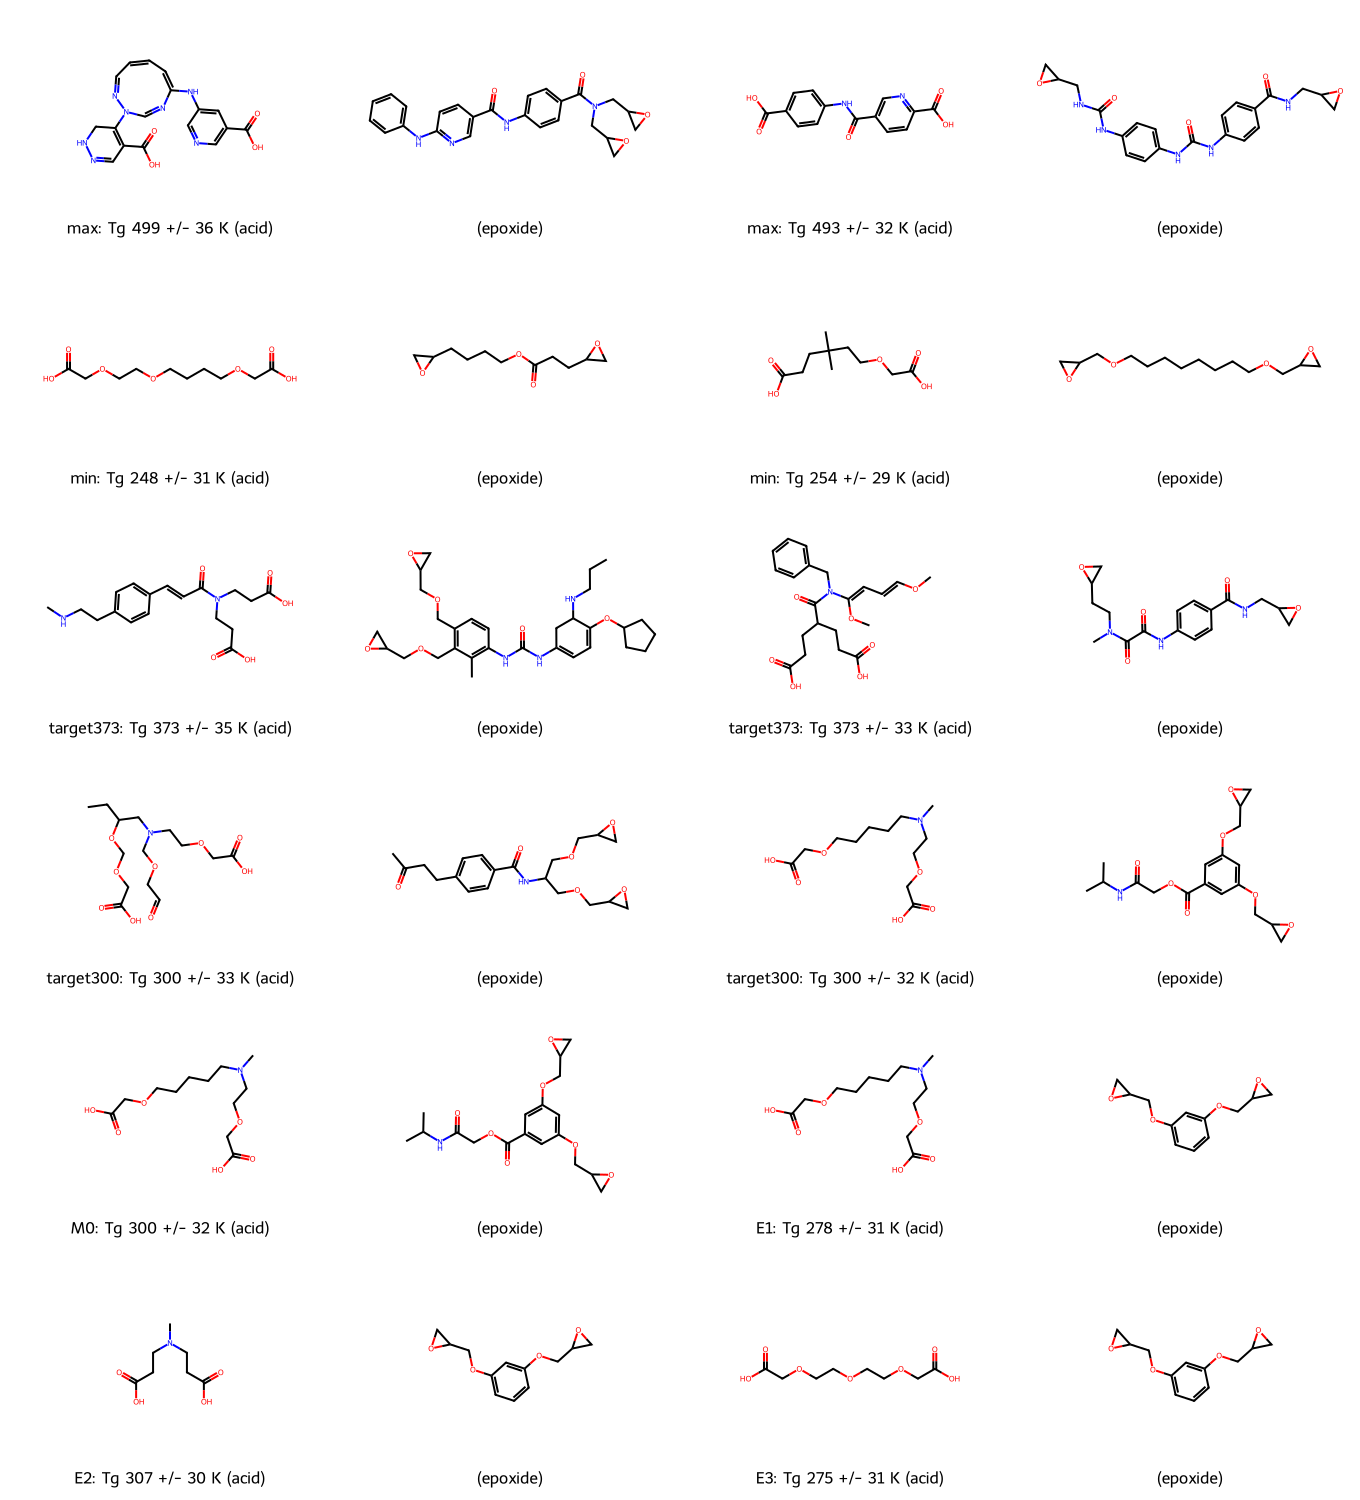 max: Tg 499 +/- 36 K (acid)
(epoxide)
max: Tg 493 +/- 32 K (acid)
(epoxide)
min: Tg 248 +/- 31 K (acid)
(epoxide)
min: Tg 254 +/- 29 K (acid)
(epoxide)
target373: Tg 373 +/- 35 K (acid)
(epoxide)
target373: Tg 373 +/- 33 K (acid)
(epoxide)
target300: Tg 300 +/- 33 K (acid)
(epoxide)
target300: Tg 300 +/- 32 K (acid)
(epoxide)
M0: Tg 300 +/- 32 K (acid)
(epoxide)
E1: Tg 278 +/- 31 K (acid)
(epoxide)
E2: Tg 307 +/- 30 K (acid)
(epoxide)
E3: Tg 275 +/- 31 K (acid)
(epoxide)